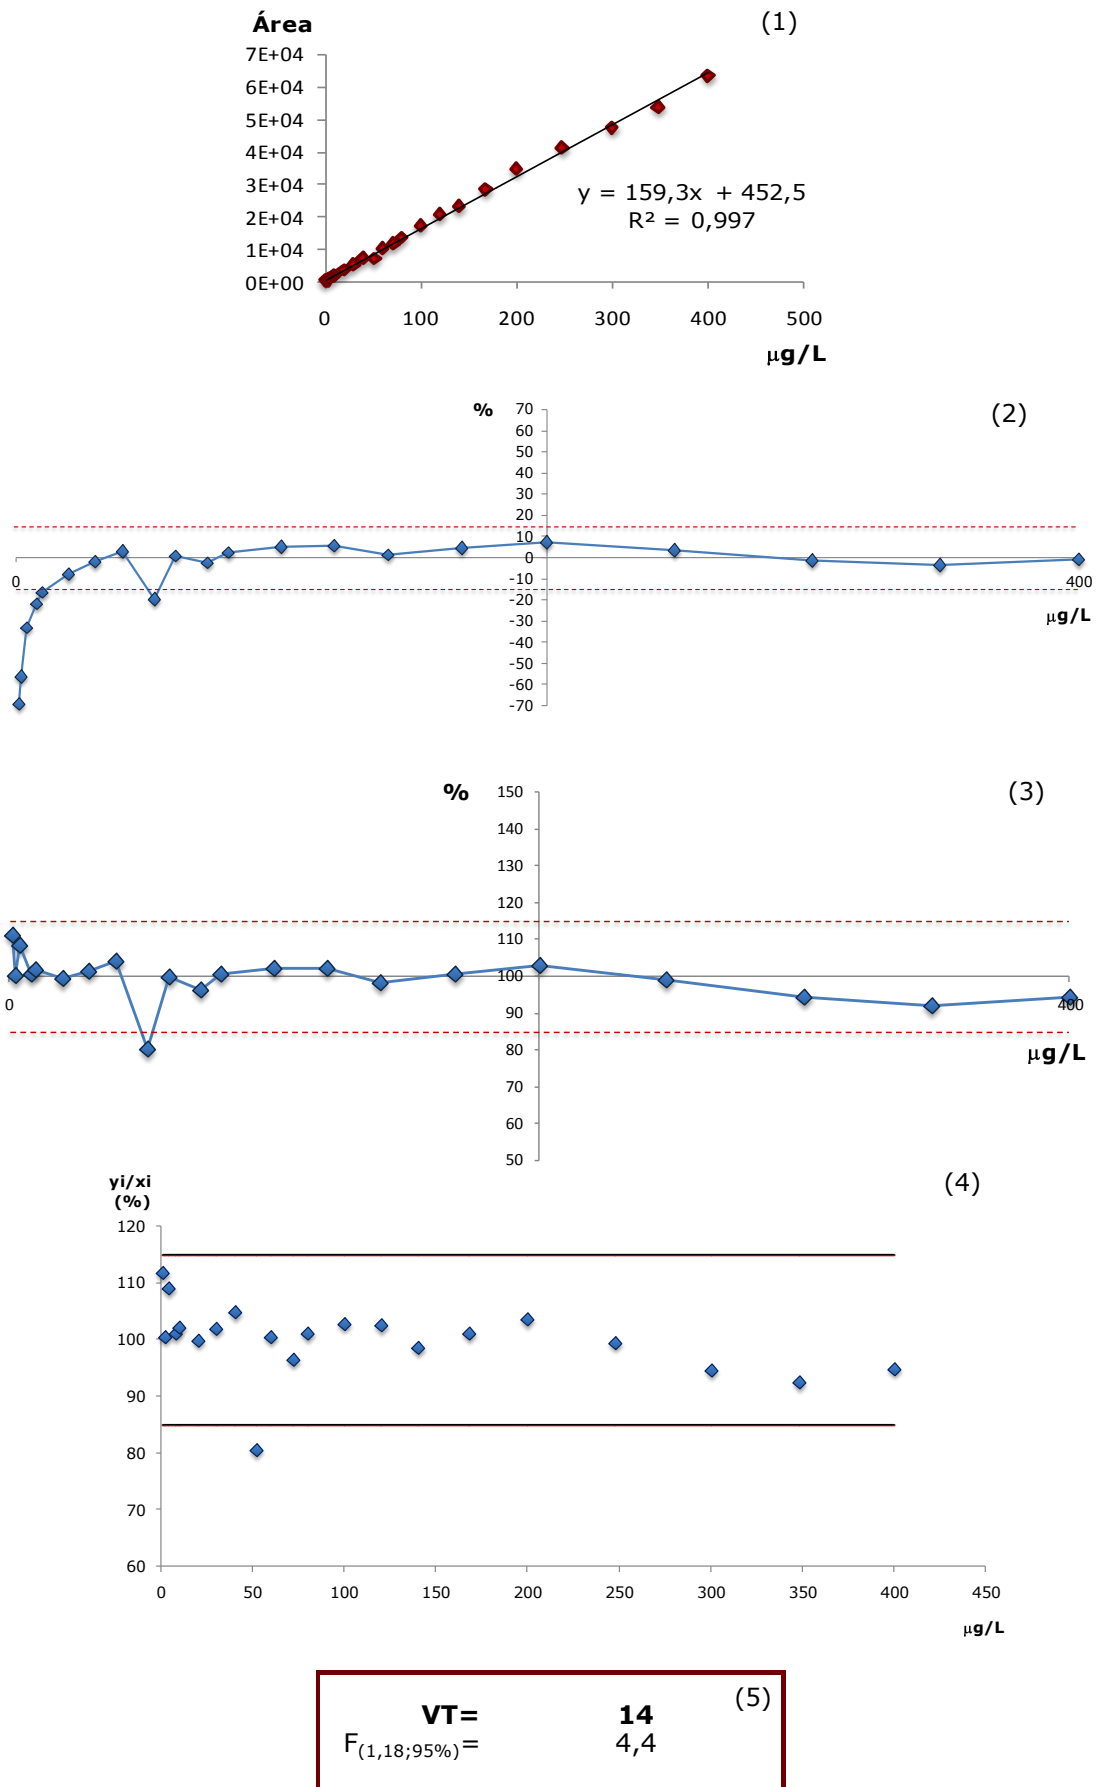 Área
(1)
7E+04
6E+04
5E+04
4E+04
3E+04
2E+04
1E+04
0E+00
y = 159,3x + 452,5
R² = 0,997
0 100 200 300 400 500
µg/L
% (2)
70
60
50
40
30
20
10
0
-10
-20
-30
-40
-50
-60
-70
0 400
µg/L
% (3)
150
140
130
120
110
100
90
80
70
60
50
0 400
µg/L
yi/xi
(%)
(4)
120
110
100
90
80
70
60
0 50 100 150 200 250 300 350 400 450
µg/L
(5)
VT= 14
F(1,18;95%)= 4,4